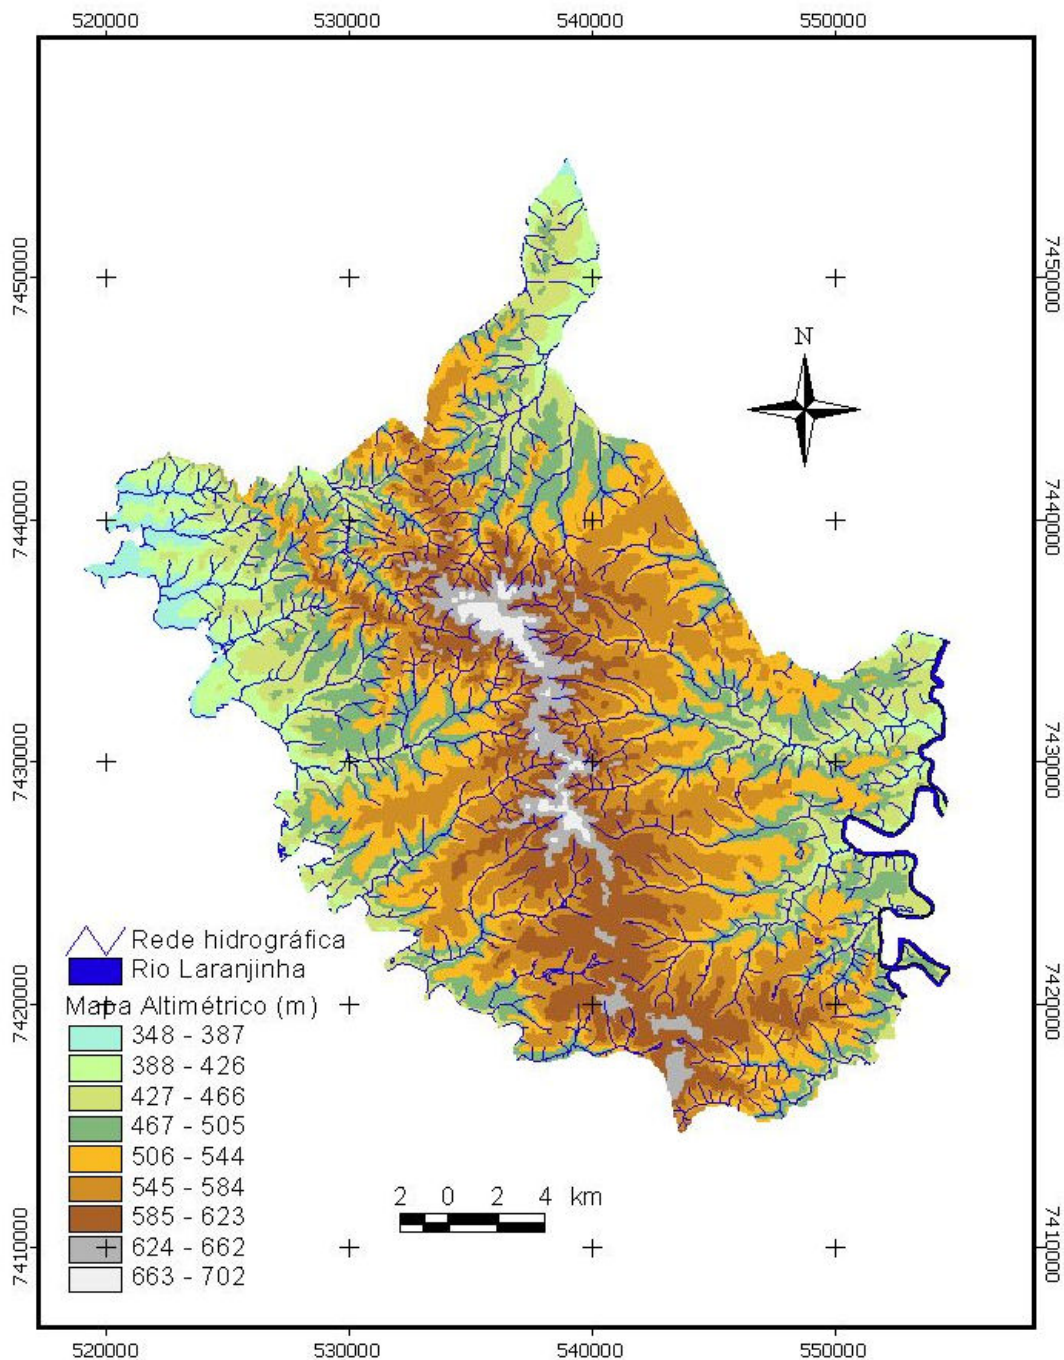 520000 530000 540000 550000
7450000 7450000
N
7440000 7440000
7430000 7430000
Rede hidrográfica
Rio Laranjinha
7420000 7420000
Mapa Altimétrico (m)
348 - 387
388 - 426
427 - 466
467 - 505
506 - 544
545 - 584
585 - 623
624 - 662
663 - 702
2 0 2 4 km
7410000 7410000
520000 530000 540000 550000